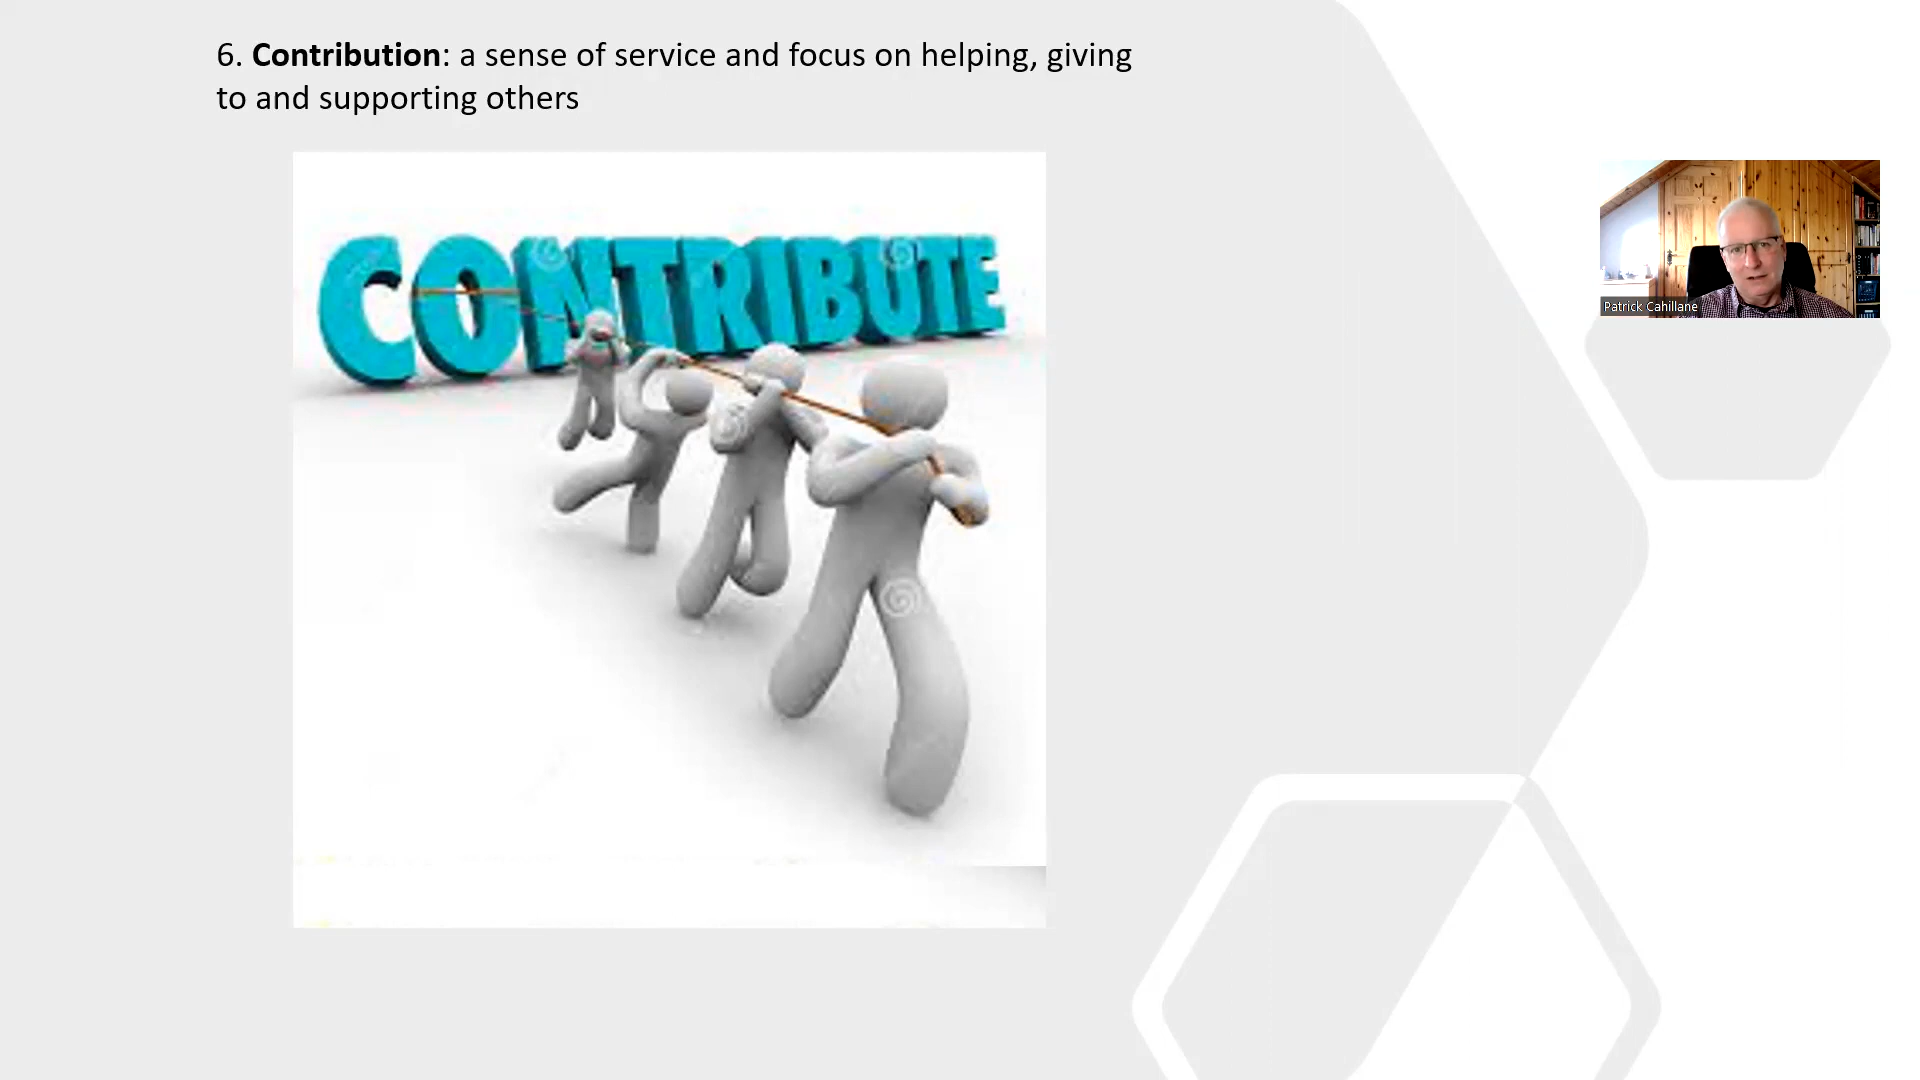 6. Contribution: a sense of service and focus on helping, giving
to and supporting others
CONTRIBUTE
Patrick Cahillane